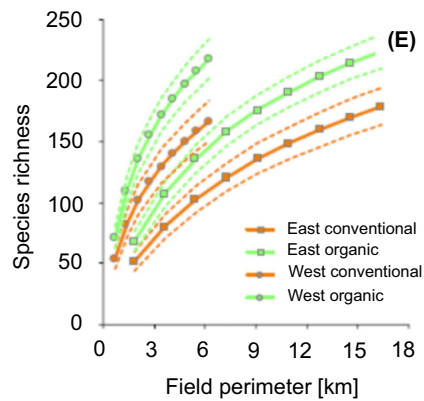 250
(E)
200
150
100
50
0
Species richness
East conventional
East organic
West conventional
West organic
0 3 6 9 12 15 18
Field perimeter [km]